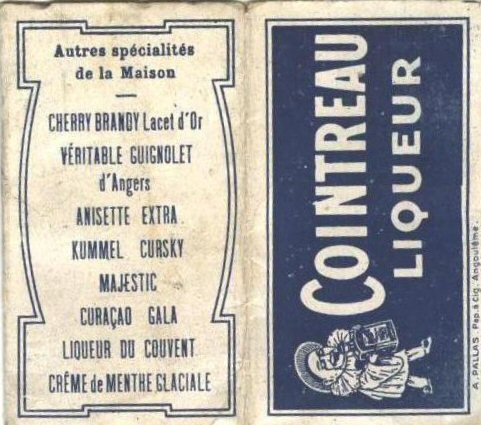 Autres spécialités
de la Maison
CHERRY BRANDY Lacet d'Or
VÉRITABLE GUIGNOLET
d'Angers
ANISETTE EXTRA
KUMMEL CURSKY
MAJESTIC
CURAÇAO GALA
LIQUEUR DU COUVENT
CRÈME de MENTHE GLACIALE
COINTREAU
LIQUEUR
A. PALLAS. Pap. à Cig. Angoulême.